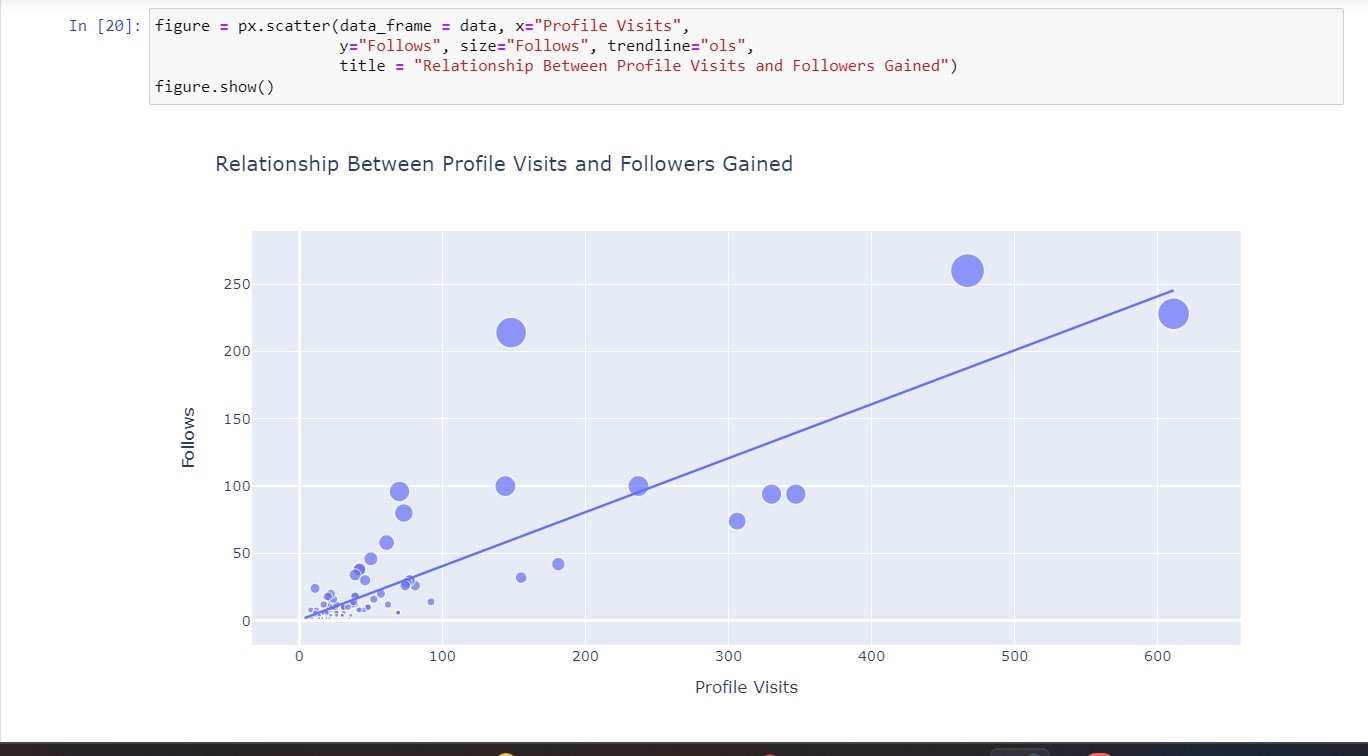 In [20]: figure = px.scatter(data_frame = data, x="Profile Visits",
y="Follows", size="Follows", trendline="ols",
title = "Relationship Between Profile Visits and Followers Gained")
figure.show()
Relationship Between Profile Visits and Followers Gained
250
200
150
100
50
0
Follows
0 100 200 300 400 500 600
Profile Visits